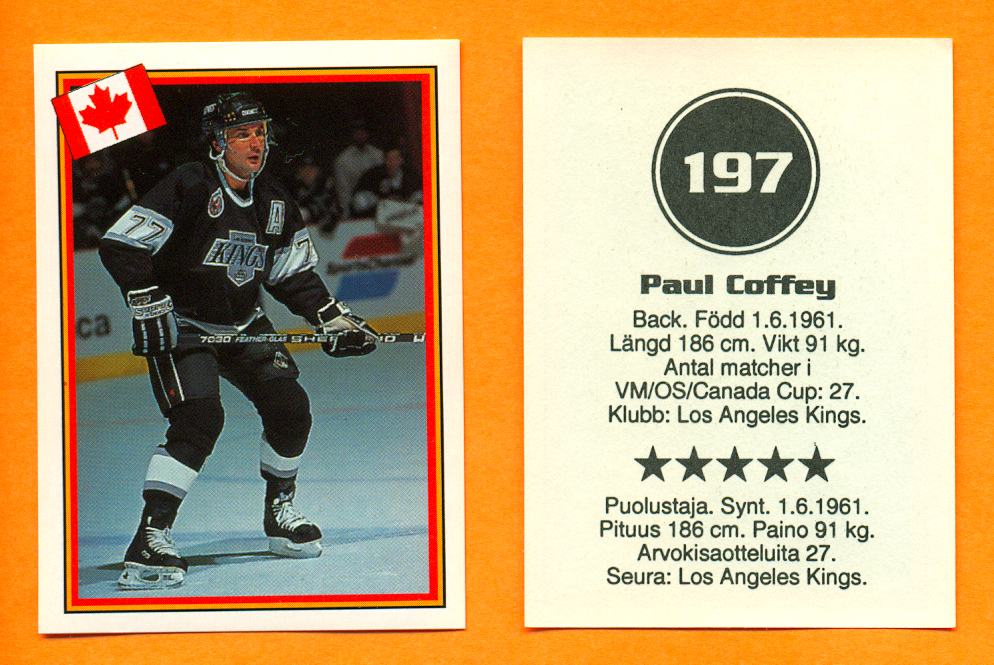 77
A
KINGS
7
ca
7030 FEATHER-GLAS SHER
197
Paul Coffey
Back. Född 1.6.1961.
Längd 186 cm. Vikt 91 kg.
Antal matcher i
VM/OS/Canada Cup: 27.
Klubb: Los Angeles Kings.
Puolustaja. Synt. 1.6.1961.
Pituus 186 cm. Paino 91 kg.
Arvokisaotteluita 27.
Seura: Los Angeles Kings.